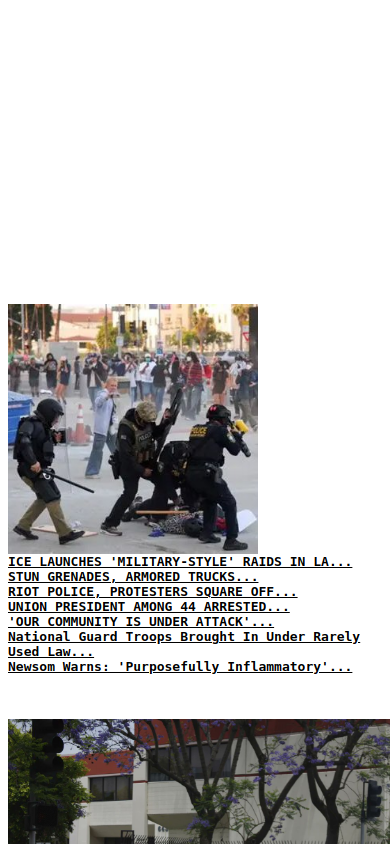 ICE LAUNCHES 'MILITARY-STYLE' RAIDS IN LA...
STUN GRENADES, ARMORED TRUCKS...
RIOT POLICE, PROTESTERS SQUARE OFF...
UNION PRESIDENT AMONG 44 ARRESTED...
'OUR COMMUNITY IS UNDER ATTACK'...
National Guard Troops Brought In Under Rarely
Used Law...
Newsom Warns: 'Purposefully Inflammatory'...